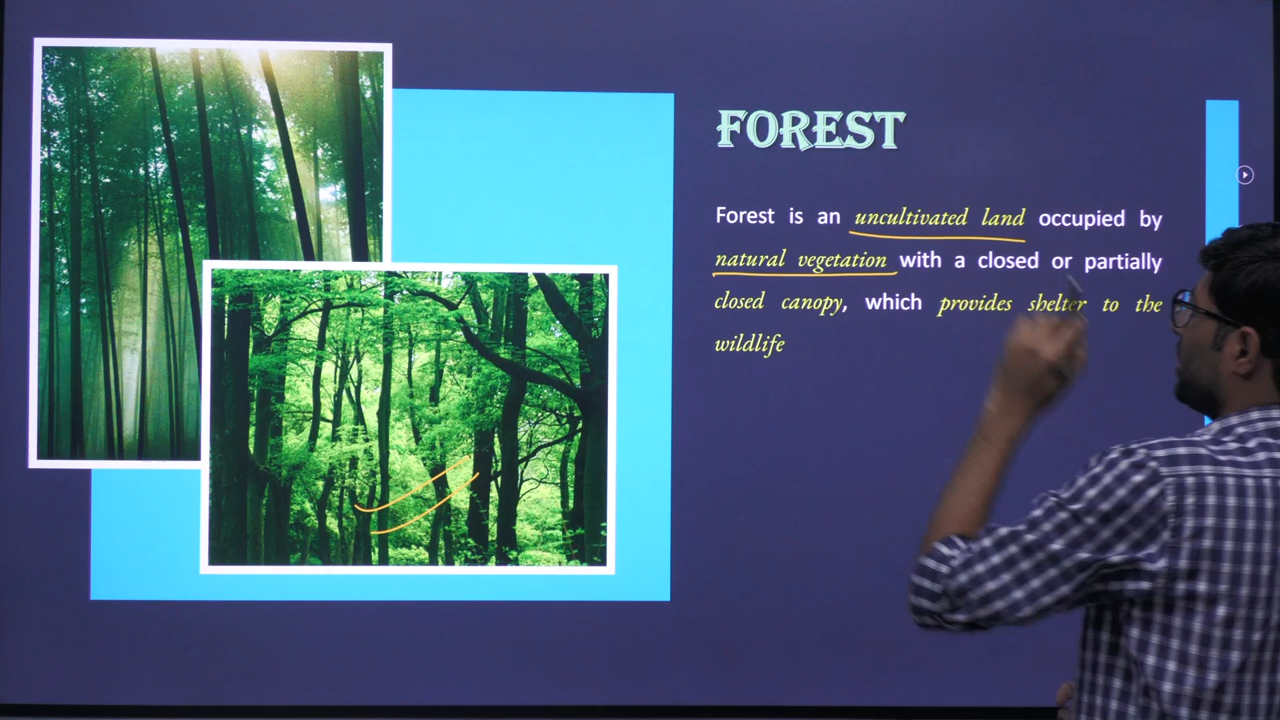 FOREST
Forest is an uncultivated land occupied by
natural vegetation with a closed or partially
closed canopy, which provides shelter to the
wildlife